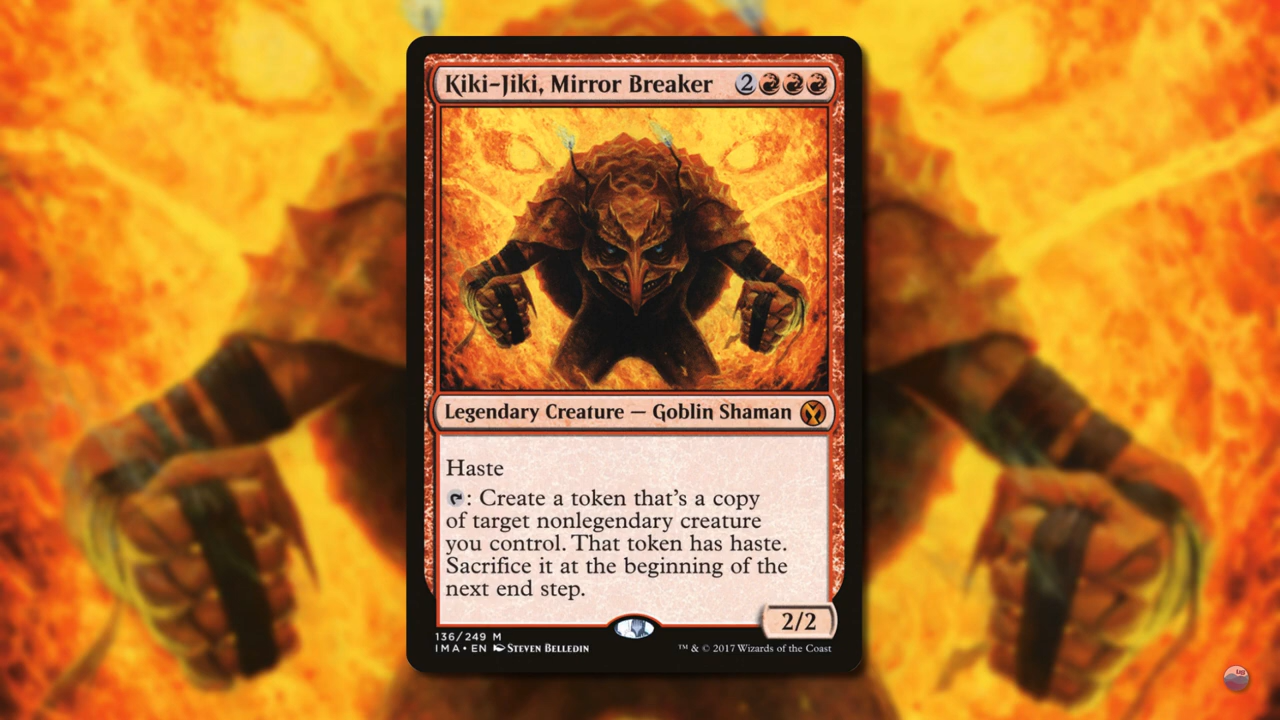 Kiki-Jiki, Mirror Breaker 2
Legendary Creature — Goblin Shaman
Haste
: Create a token that's a copy
of target nonlegendary creature
you control. That token has haste.
Sacrifice it at the beginning of the
next end step.
2/2
136/249 M
IMA • EN Steven Belledin
™ & © 2017 Wizards of the Coast